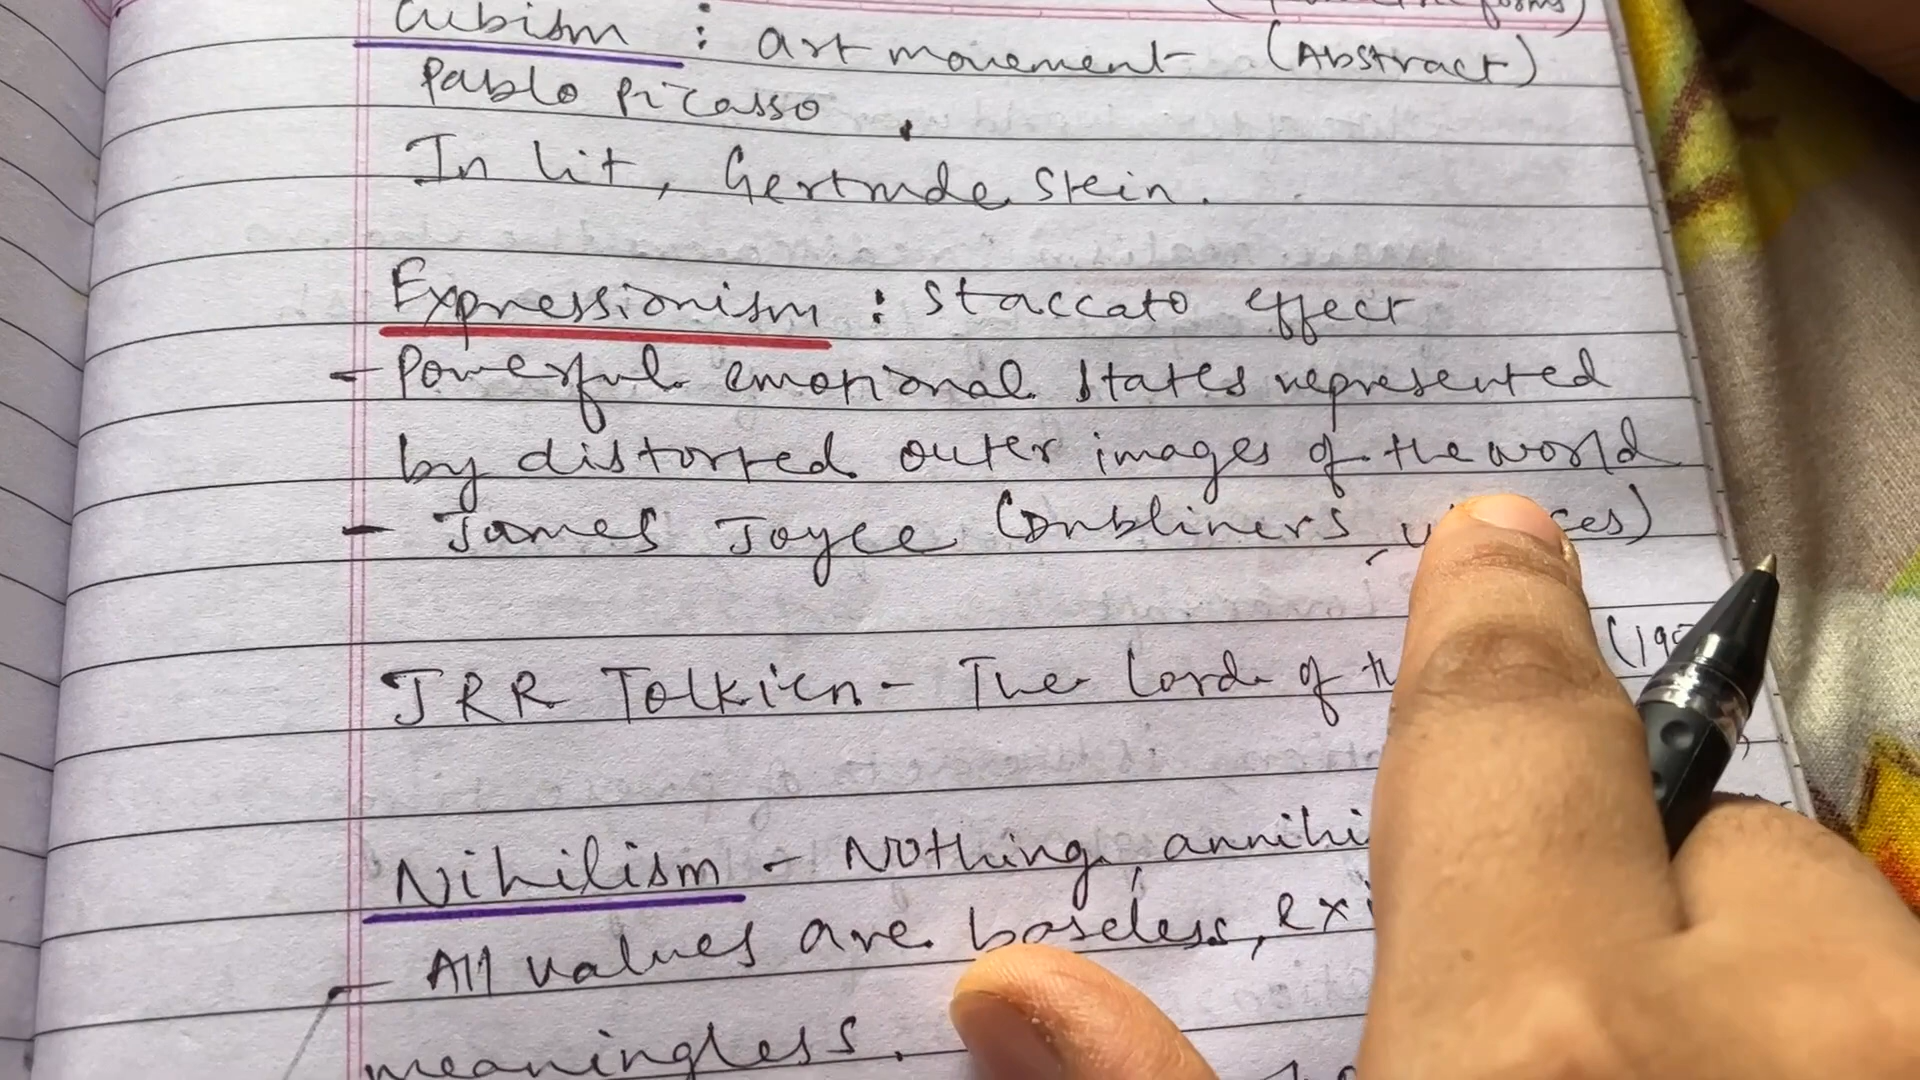 Cubism : art movement (Abstract)
Pablo Picasso
In lit, Gertrude Stein.
Expressionism : Staccato effect
- Powerful emotional states represented
by distorted outer images of the world
- James Joyce (Dubliners,
JRR Tolkien - The Lord of
Nihilism - Nothing,
- All values are baseless,
meaningless.